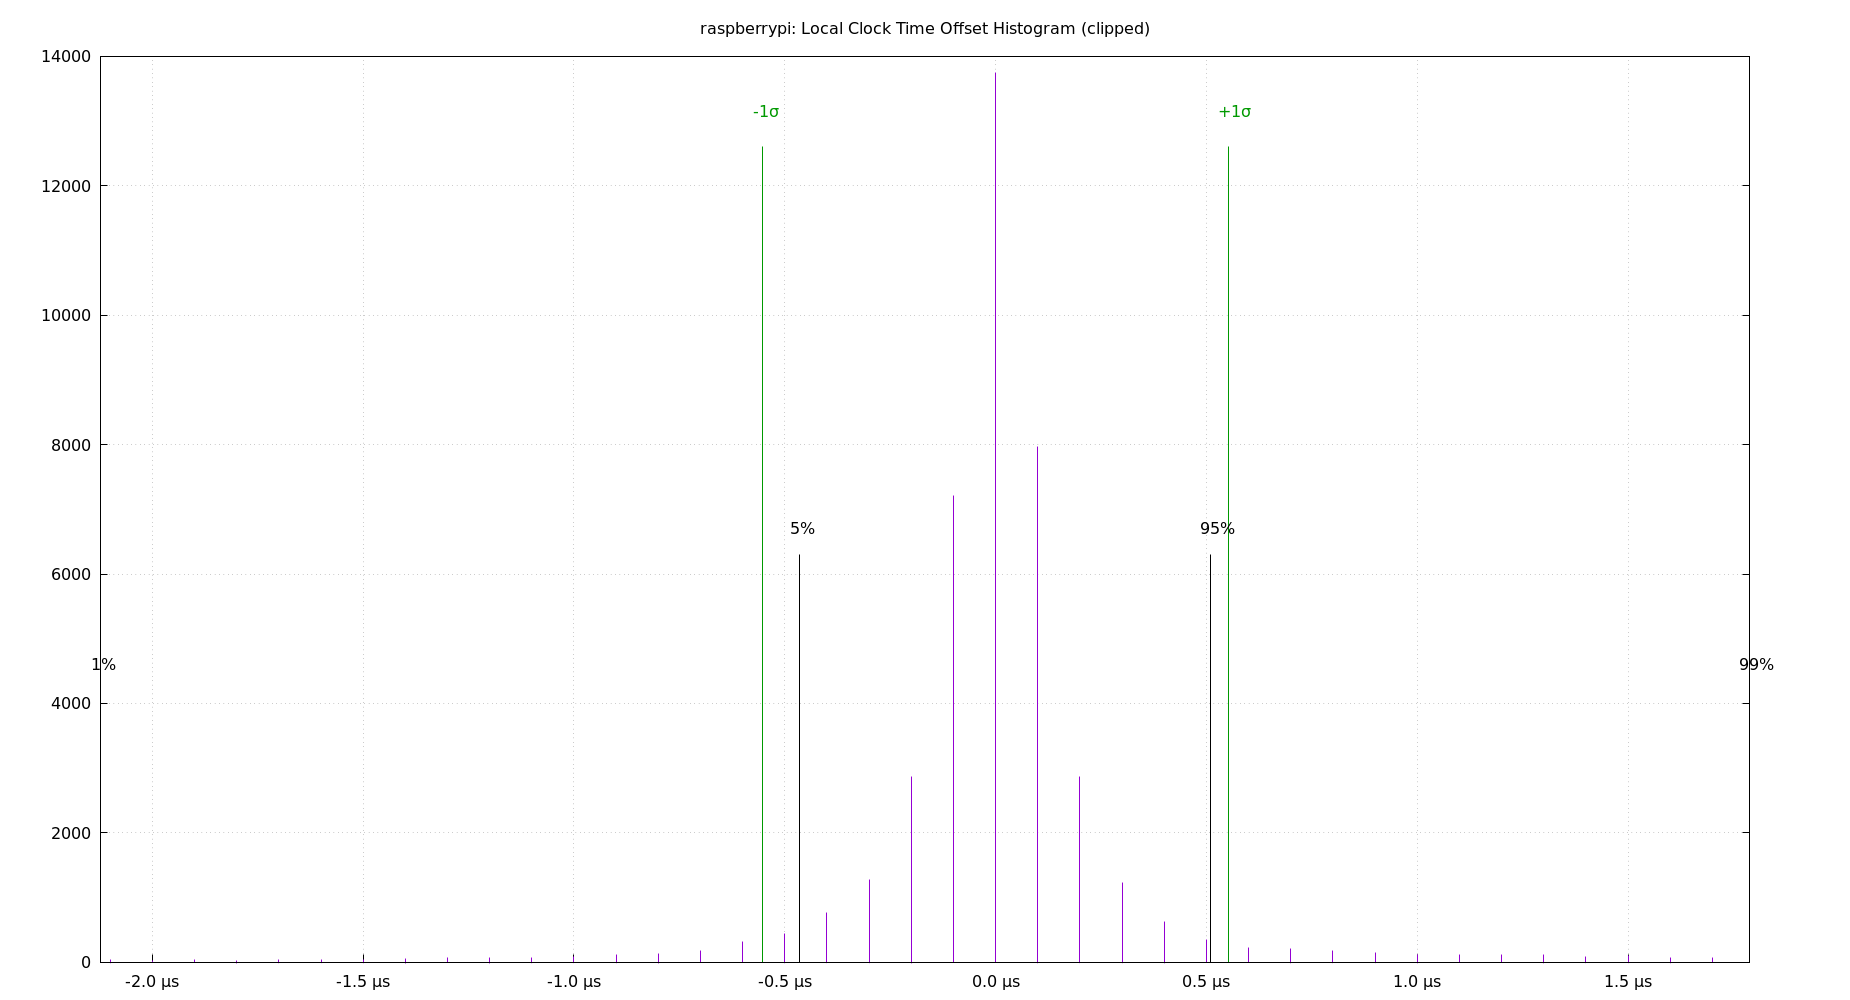 raspberrypi: Local Clock Time Offset Histogram (clipped)
14000
-1σ
+1σ
12000
10000
8000
5%
95%
6000
1%
99%
4000
2000
0
-2.0 µs
-1.5 µs
-1.0 µs
-0.5 µs
0.0 µs
0.5 µs
1.0 µs
1.5 µs